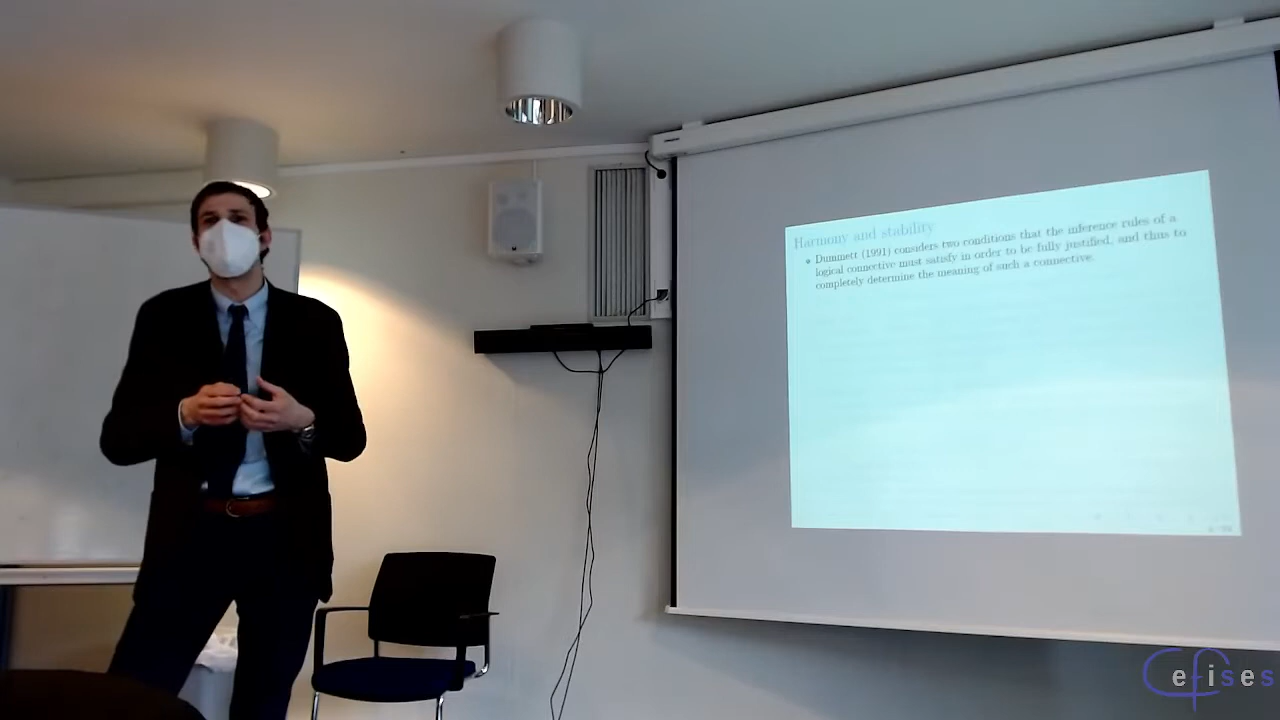 Harmony and stability
Dummett (1991) considers two conditions that the inference rules of a
logical connective must satisfy in order to be fully justified, and thus to
completely determine the meaning of such a connective.
Cefises